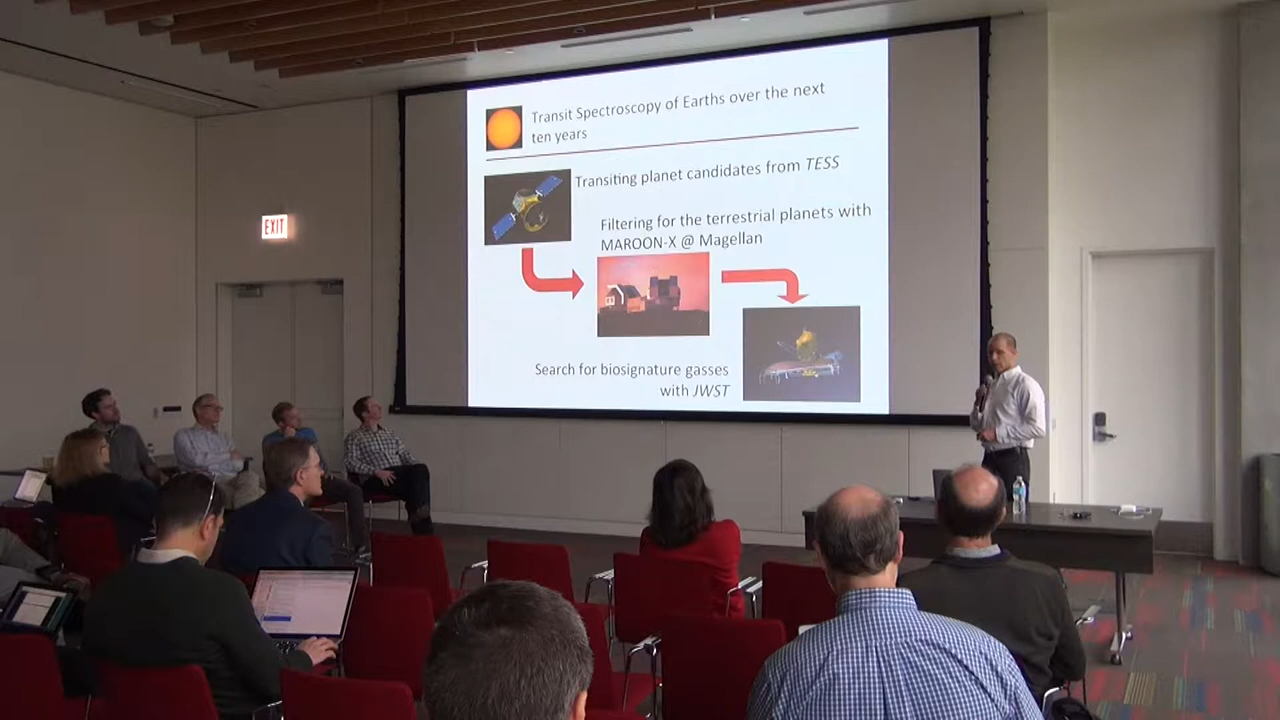 Transit Spectroscopy of Earths over the next
ten years
Transiting planet candidates from TESS
EXIT
Filtering for the terrestrial planets with
MAROON-X @ Magellan
Search for biosignature gasses
with JWST